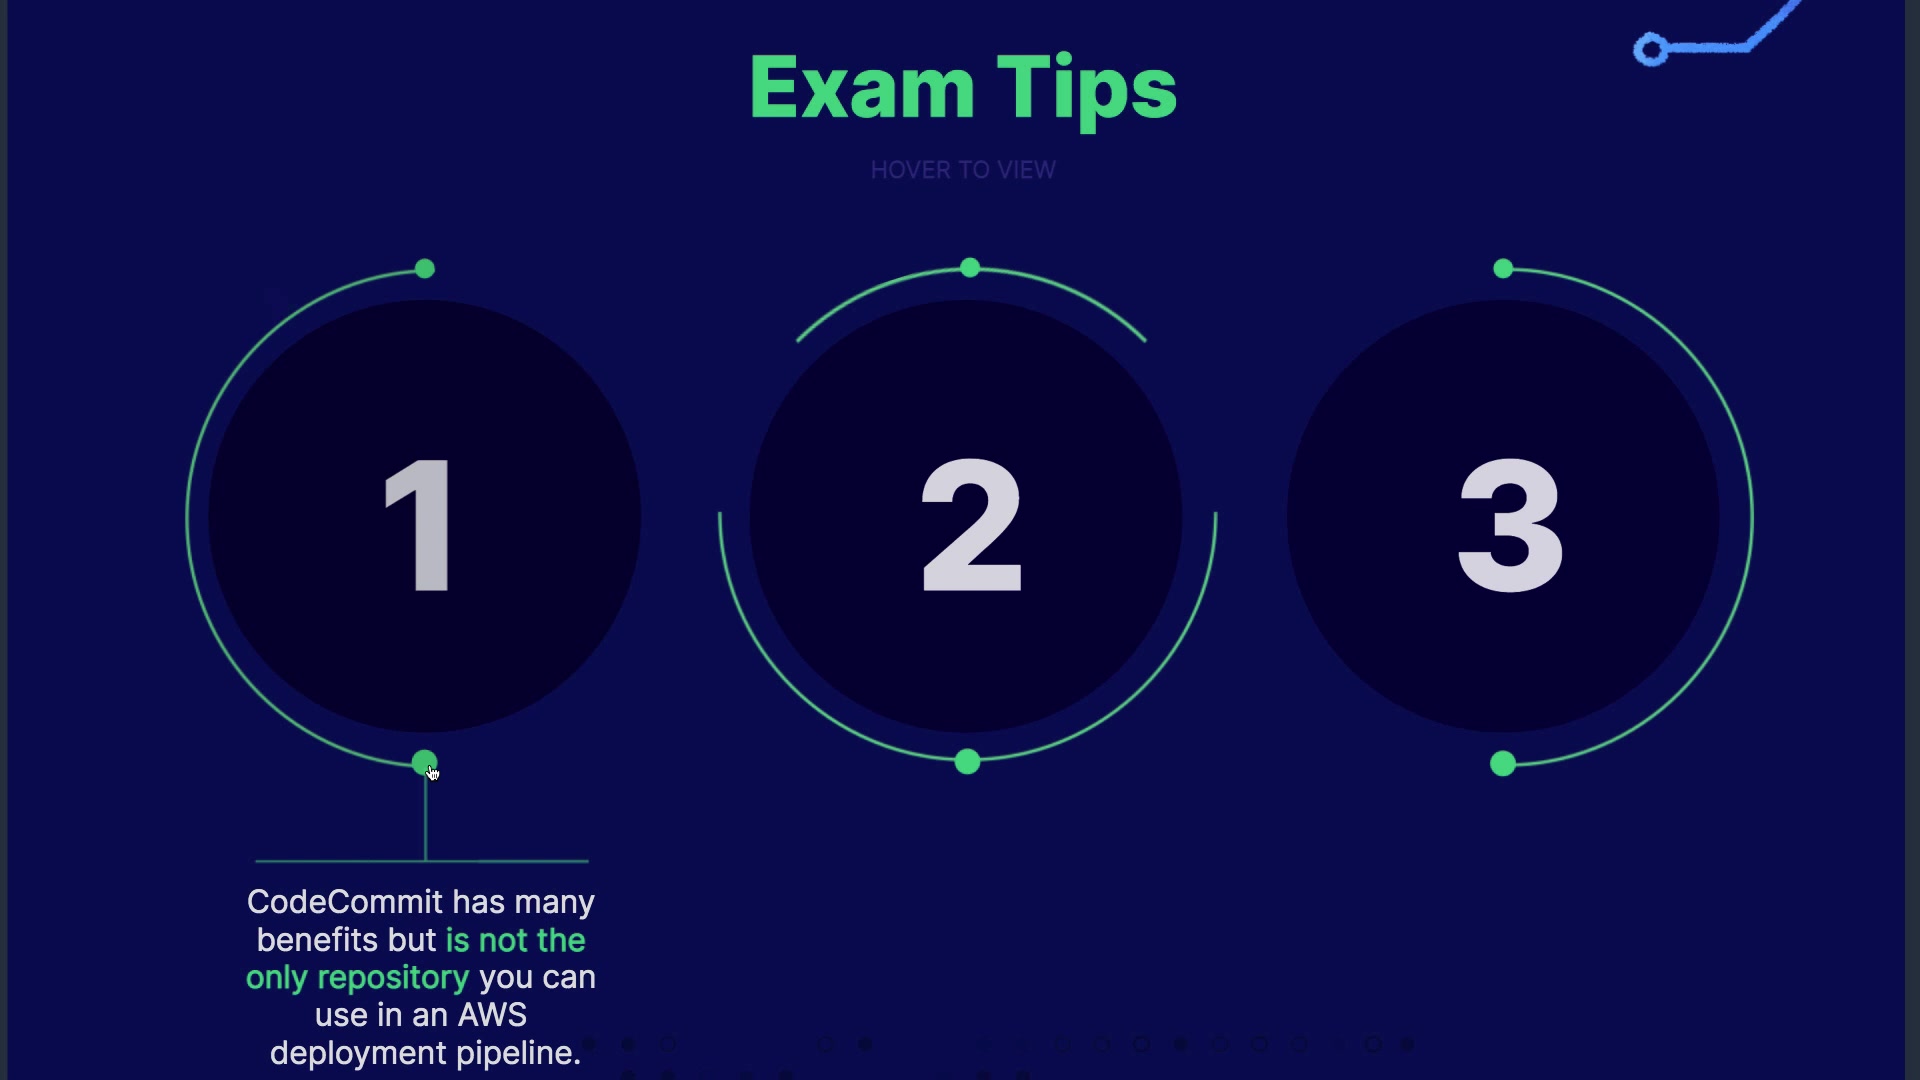 Exam Tips
HOVER TO VIEW
1
2
3
CodeCommit has many
benefits but is not the
only repository you can
use in an AWS
deployment pipeline.